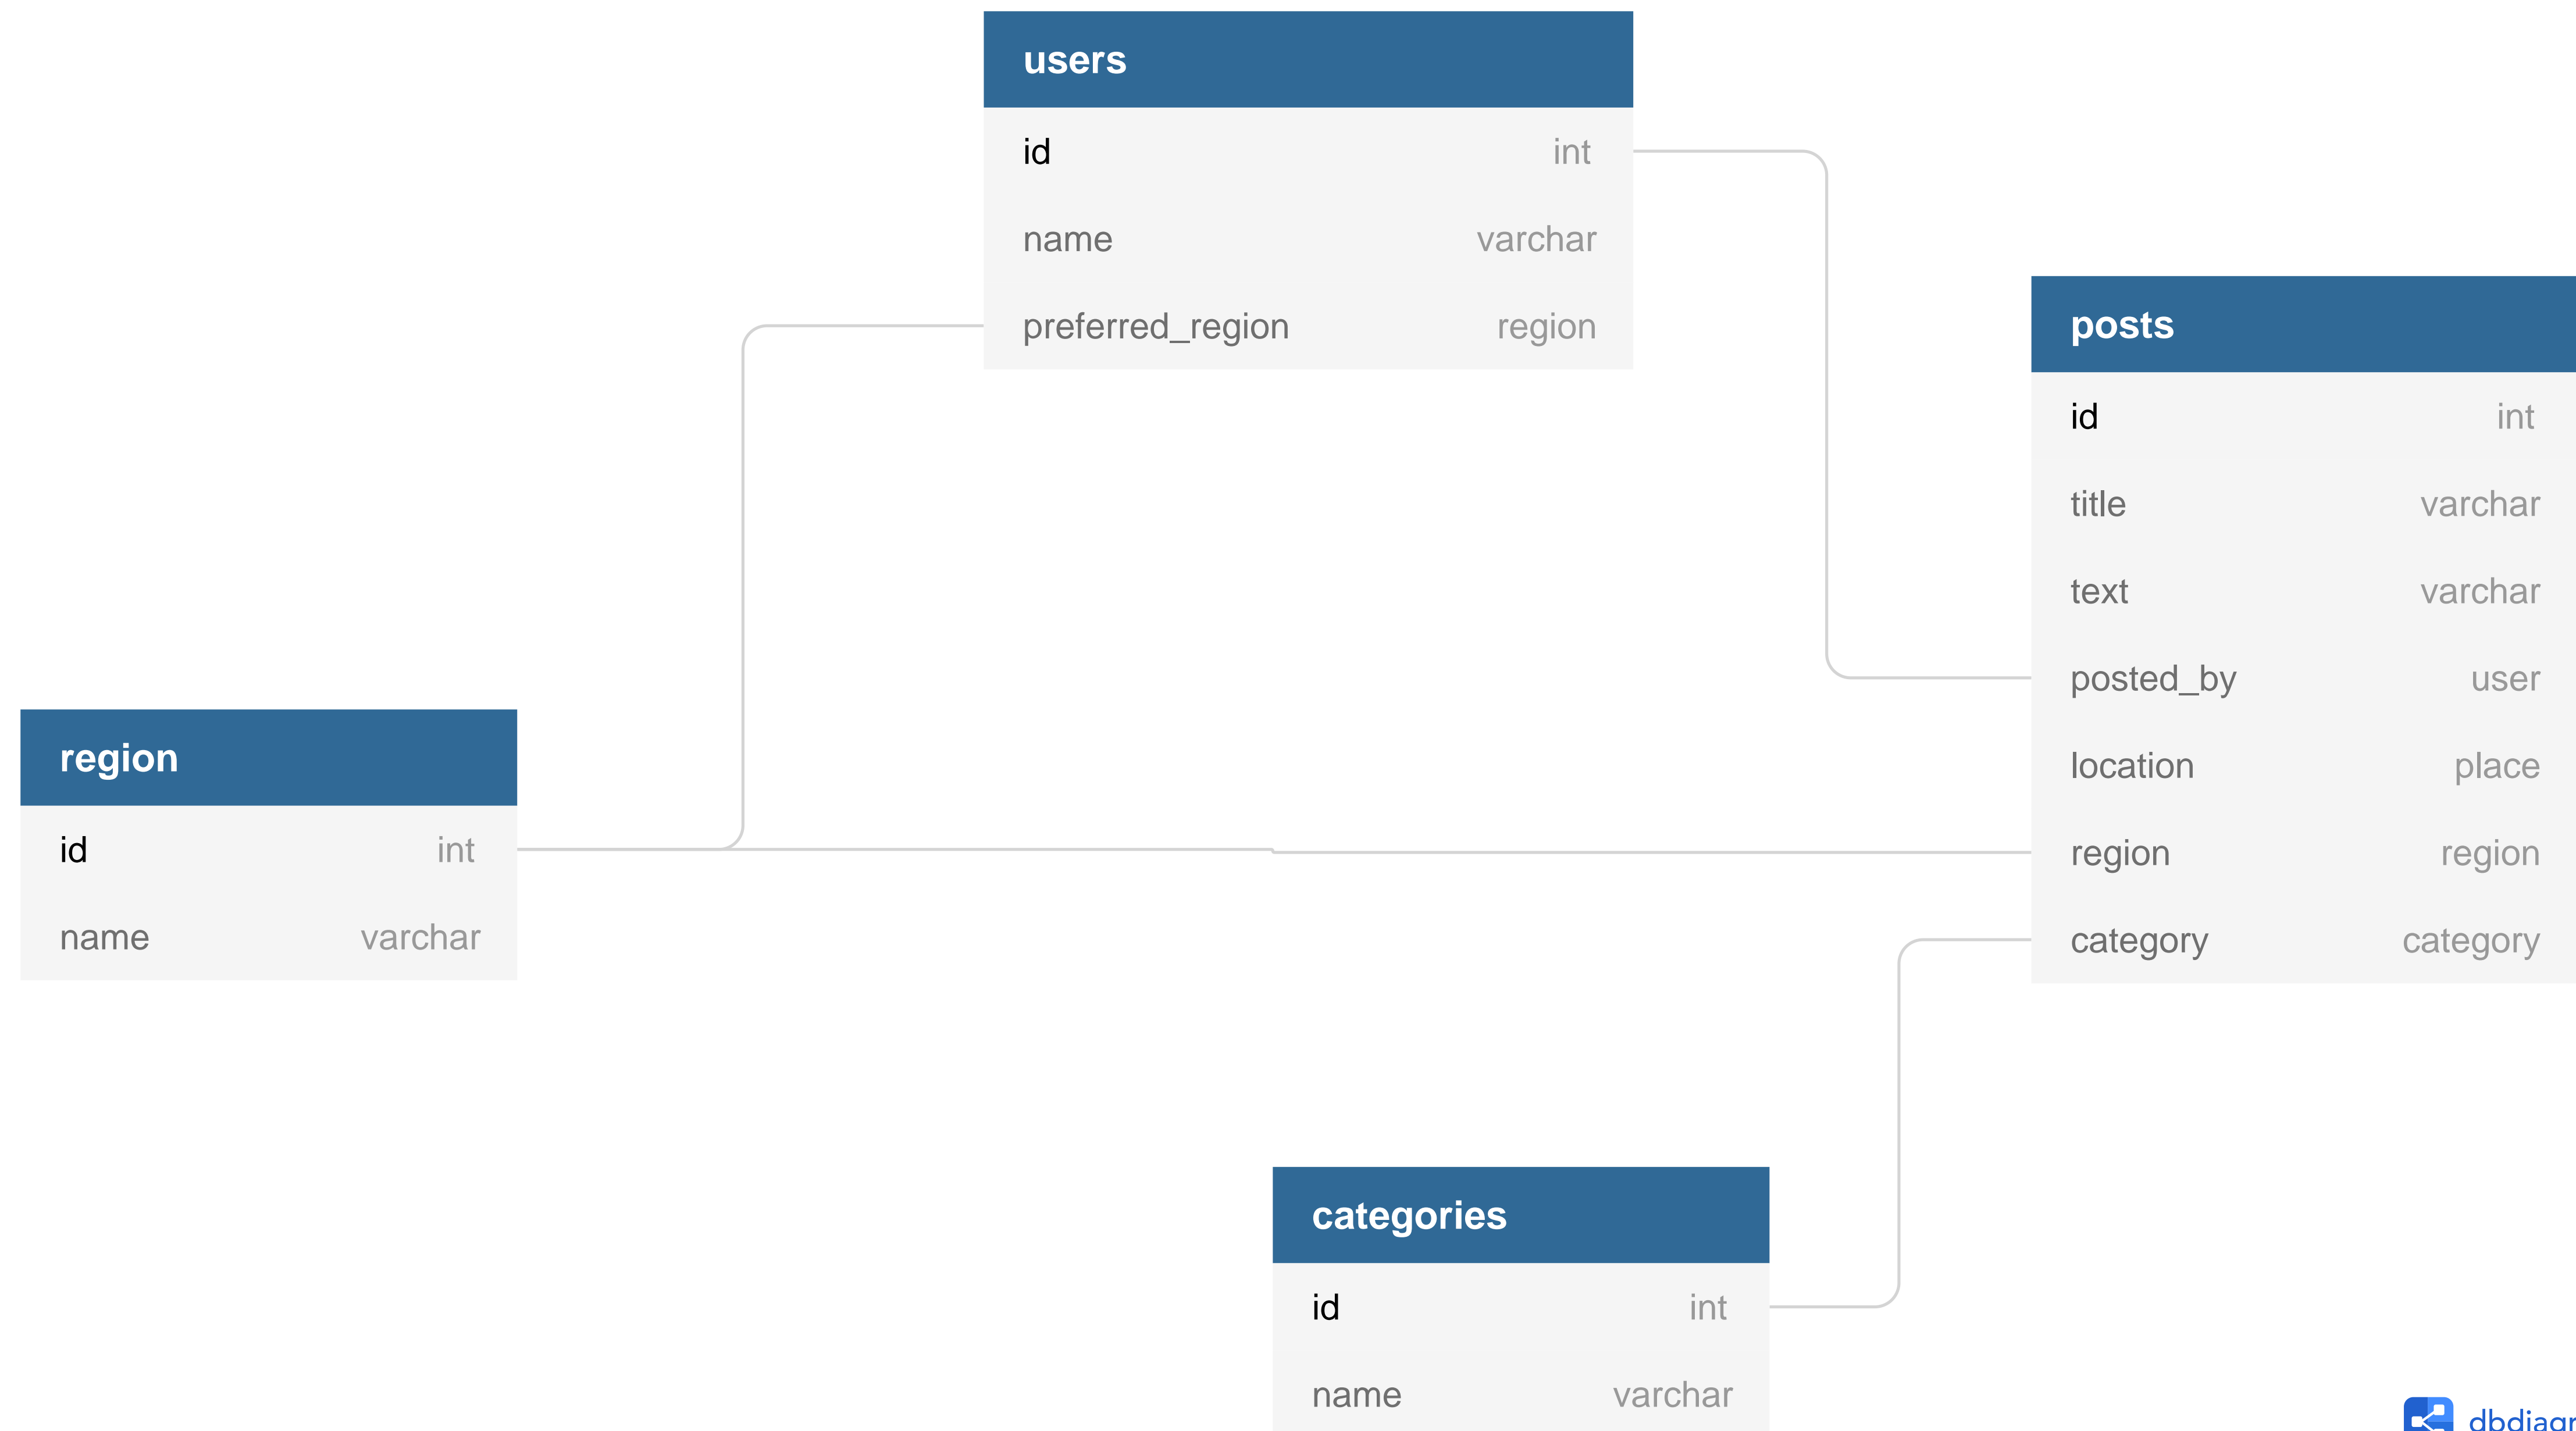 users
id int
name varchar
preferred_region region
posts
id int
title varchar
text varchar
posted_by user
location place
region region
category category
region
id int
name varchar
categories
id int
name varchar